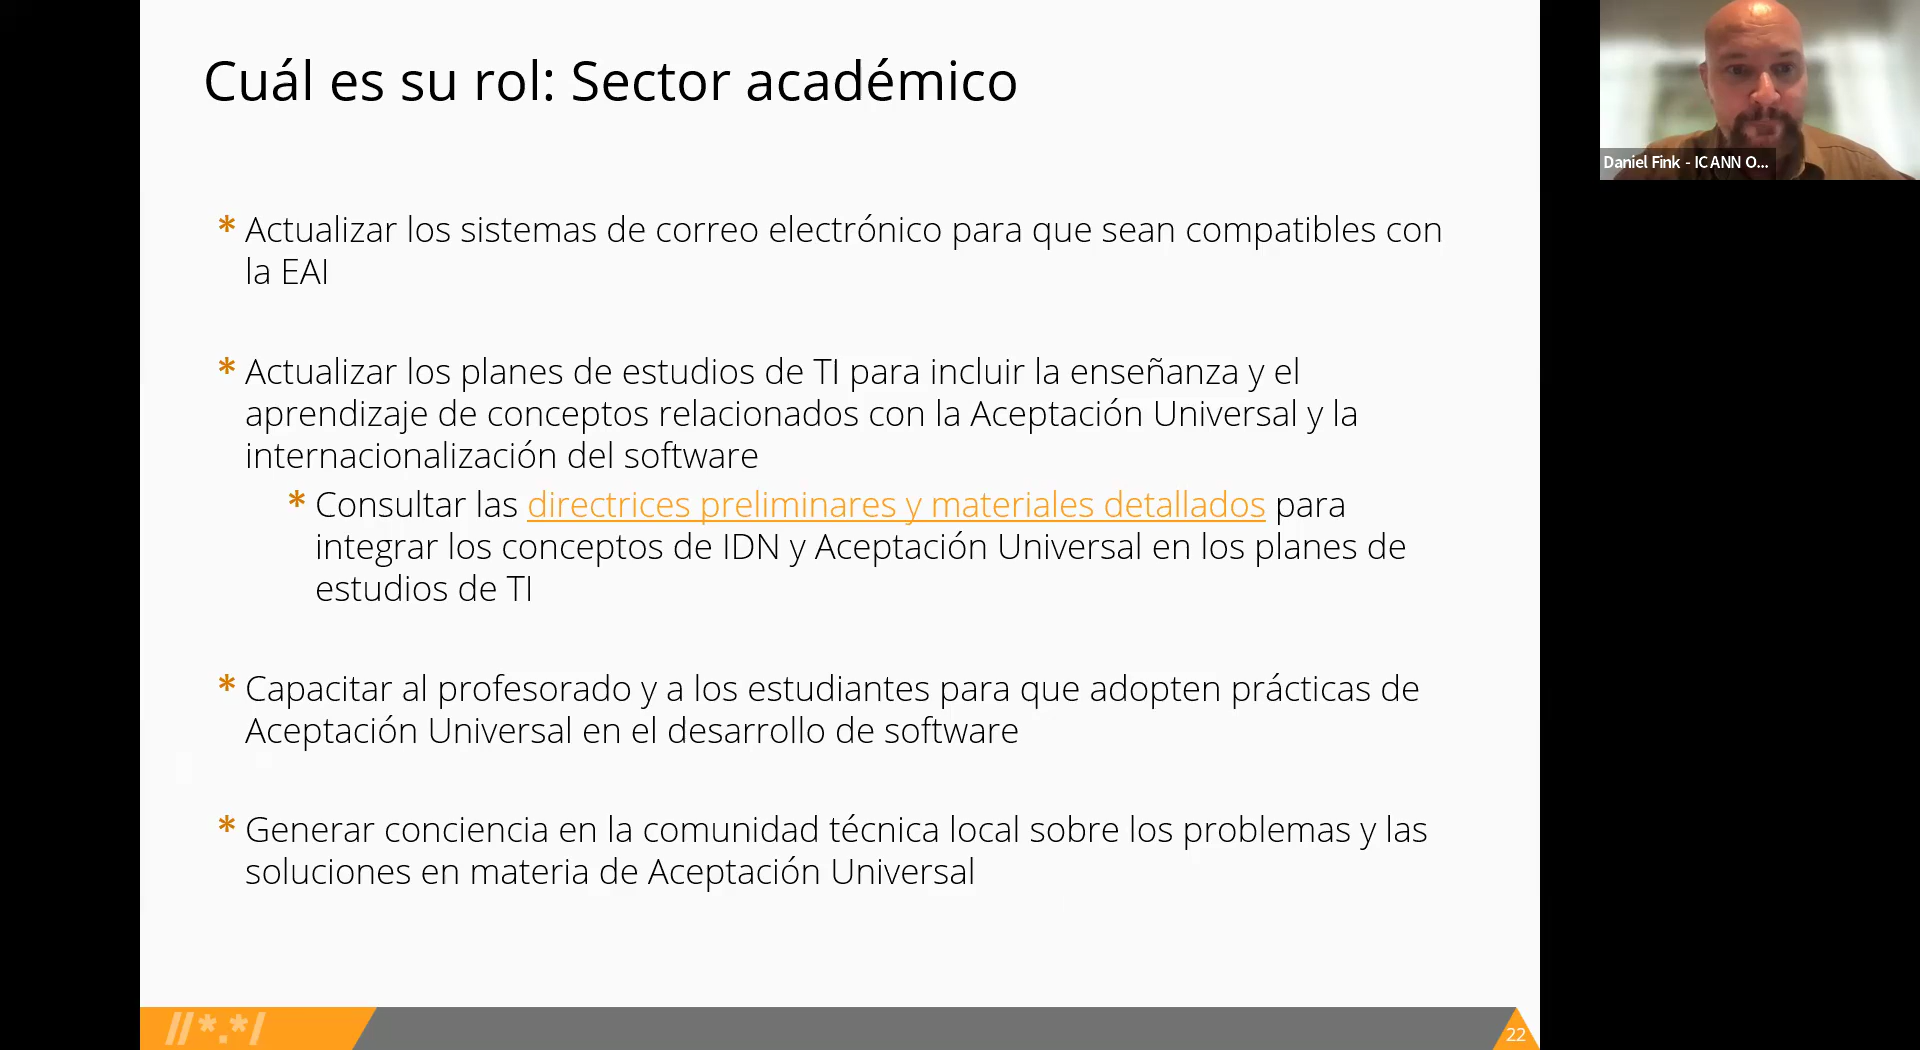 Cuál es su rol: Sector académico
* Actualizar los sistemas de correo electrónico para que sean compatibles con
la EAI
* Actualizar los planes de estudios de TI para incluir la enseñanza y el
aprendizaje de conceptos relacionados con la Aceptación Universal y la
internacionalización del software
* Consultar las directrices preliminares y materiales detallados para
integrar los conceptos de IDN y Aceptación Universal en los planes de
estudios de TI
* Capacitar al profesorado y a los estudiantes para que adopten prácticas de
Aceptación Universal en el desarrollo de software
* Generar conciencia en la comunidad técnica local sobre los problemas y las
soluciones en materia de Aceptación Universal
//*.*/
22
Daniel Fink - ICANN O...